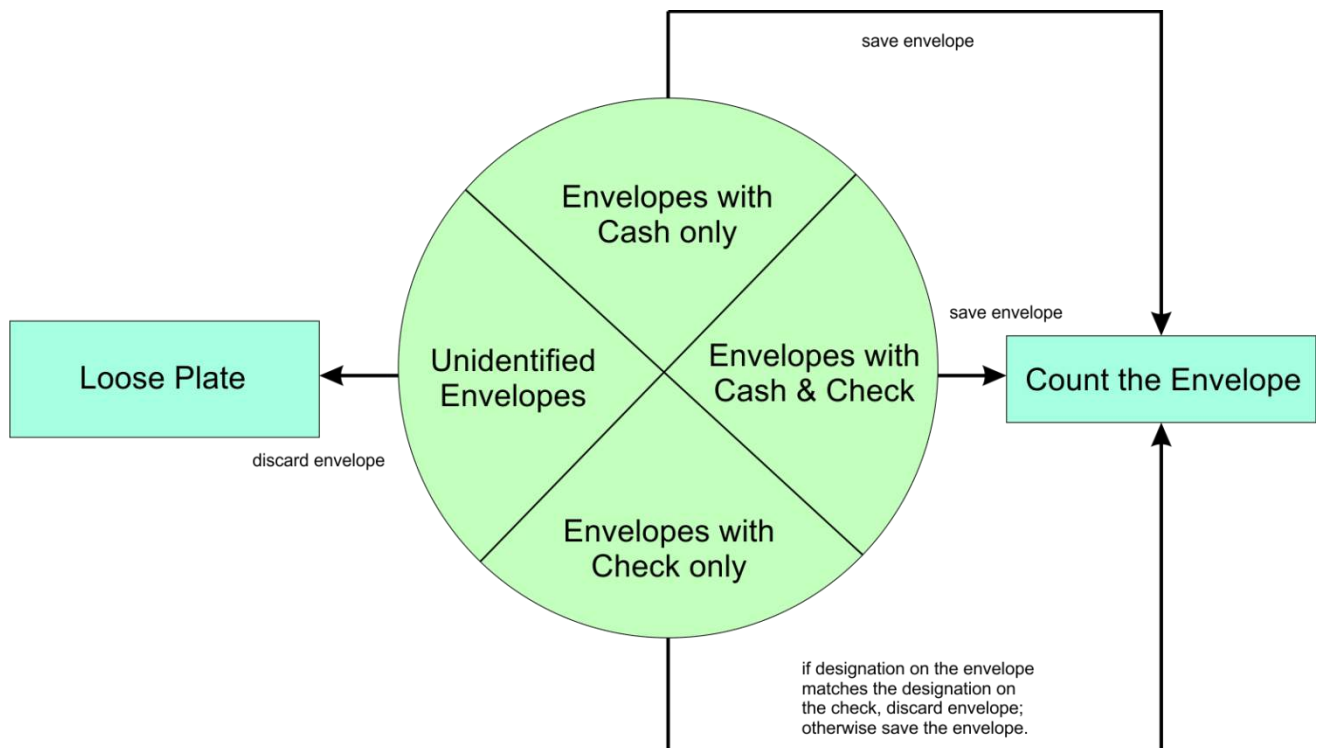 save envelope
Envelopes with
Cash only
save envelope
Loose Plate
Unidentified
Envelopes
Envelopes with
Cash & Check
Count the Envelope
discard envelope
Envelopes with
Check only
if designation on the envelope
matches the designation on
the check, discard envelope;
otherwise save the envelope.